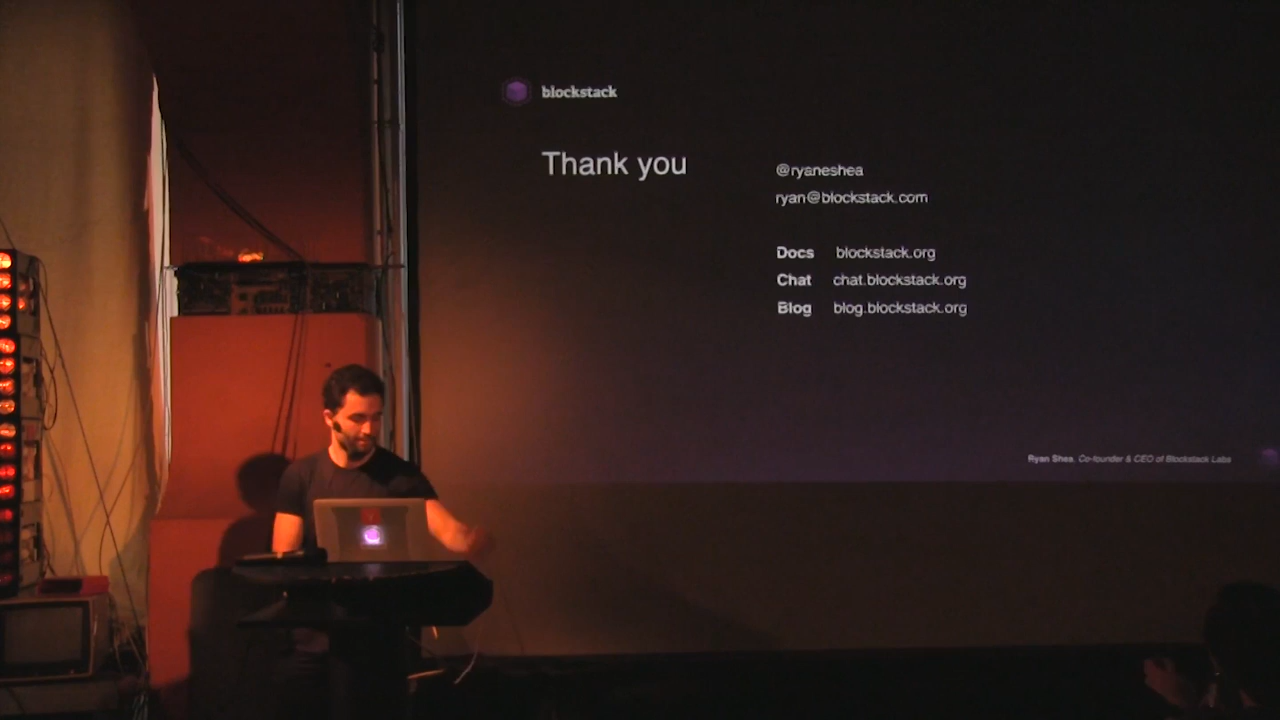 blockstack
Thank you
@ryaneshea
ryan@blockstack.com
Docs blockstack.org
Chat chat.blockstack.org
Blog blog.blockstack.org
Ryan Shea, Co-founder & CEO of Blockstack Labs